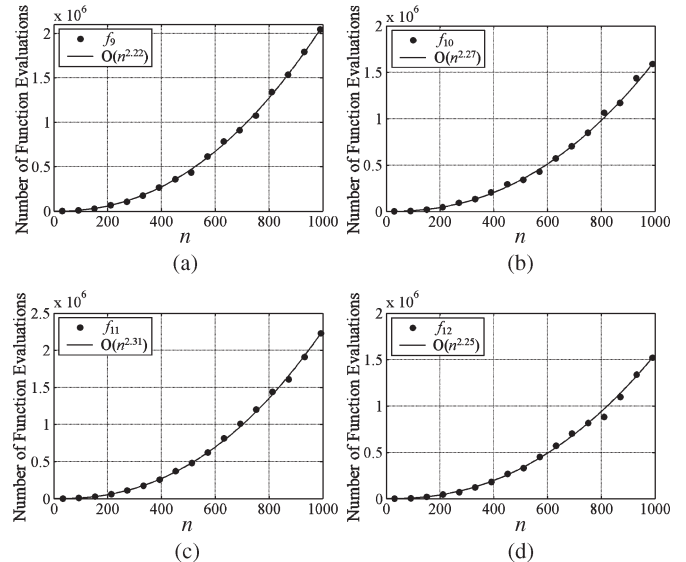 x 10^6
Number of Function Evaluations
2
1.5
1
0.5
0
f_9
O(n^{2.22})
0 200 400 600 800 1000
n
(a)
x 10^6
Number of Function Evaluations
2
1.5
1
0.5
0
f_10
O(n^{2.27})
0 200 400 600 800 1000
n
(b)
x 10^6
Number of Function Evaluations
2.5
2
1.5
1
0.5
0
f_11
O(n^{2.31})
0 200 400 600 800 1000
n
(c)
x 10^6
Number of Function Evaluations
2
1.5
1
0.5
0
f_12
O(n^{2.25})
0 200 400 600 800 1000
n
(d)